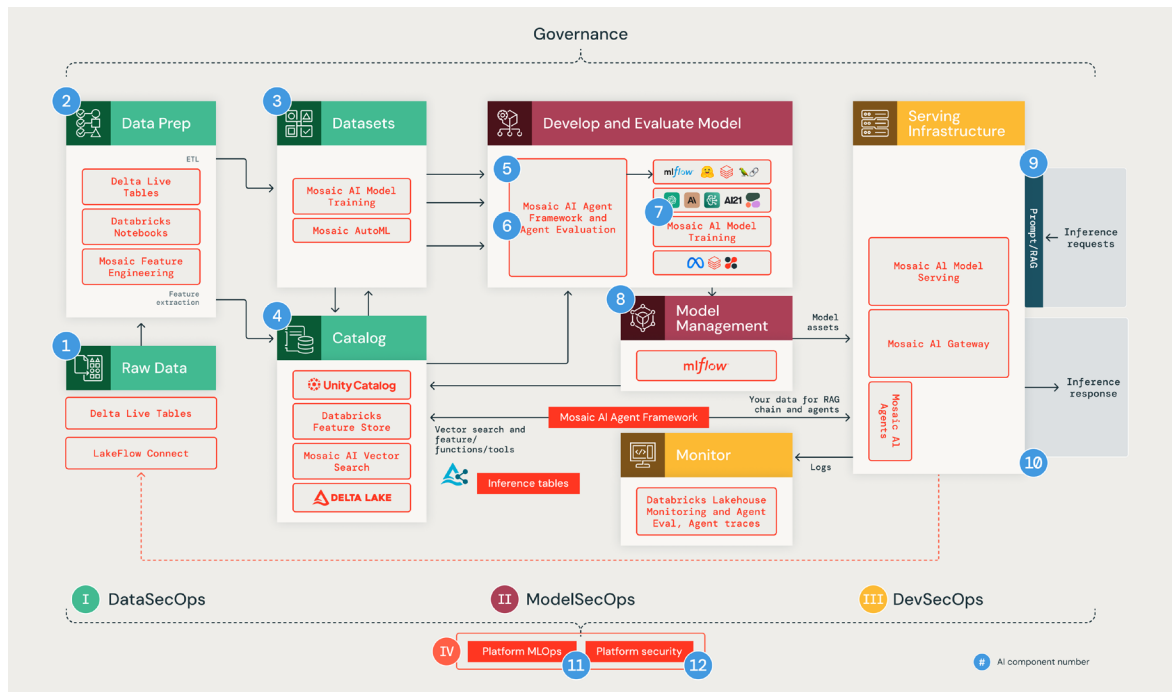 Governance
2
Data Prep
ETL
Delta Live
Tables
Databricks
Notebooks
Mosaic Feature
Engineering
Feature
extraction
1
Raw Data
Delta Live Tables
LakeFlow Connect
3
Datasets
Mosaic AI Model
Training
Mosaic AutoML
4
Catalog
Unity Catalog
Databricks
Feature Store
Mosaic AI Vector
Search
DELTA LAKE
Develop and Evaluate Model
5
6
Mosaic AI Agent
Framework and
Agent Evaluation
mlflow
AI21
7
Mosaic Al Model
Training
8
Model
Management
mlflow
Model
assets
Your data for RAG
chain and agents
Mosaic AI Agent Framework
Vector search and
feature/
functions/tools
Inference tables
Monitor
Logs
Databricks Lakehouse
Monitoring and Agent
Eval, Agent traces
Serving
Infrastructure
Mosaic Al Model
Serving
Mosaic Al Gateway
Mosaic Al
Agents
9
Prompt/RAG
Inference
requests
Inference
response
10
I DataSecOps
II ModelSecOps
III DevSecOps
IV
Platform MLOps
11
Platform security
12
# AI component number